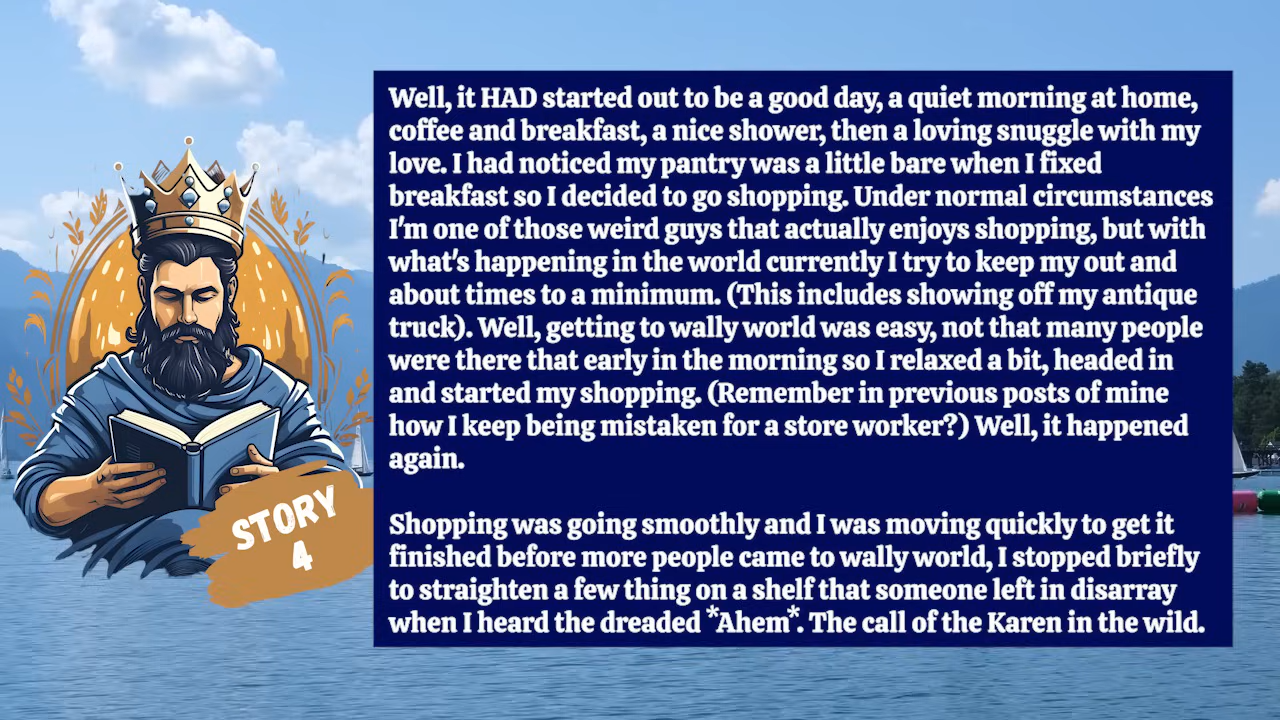 Well, it HAD started out to be a good day, a quiet morning at home,
coffee and breakfast, a nice shower, then a loving snuggle with my
love. I had noticed my pantry was a little bare when I fixed
breakfast so I decided to go shopping. Under normal circumstances
I'm one of those weird guys that actually enjoys shopping, but with
what's happening in the world currently I try to keep my out and
about times to a minimum. (This includes showing off my antique
truck). Well, getting to wally world was easy, not that many people
were there that early in the morning so I relaxed a bit, headed in
and started my shopping. (Remember in previous posts of mine
how I keep being mistaken for a store worker?) Well, it happened
again.
Shopping was going smoothly and I was moving quickly to get it
finished before more people came to wally world, I stopped briefly
to straighten a few thing on a shelf that someone left in disarray
when I heard the dreaded *Ahem*. The call of the Karen in the wild.
STORY
4